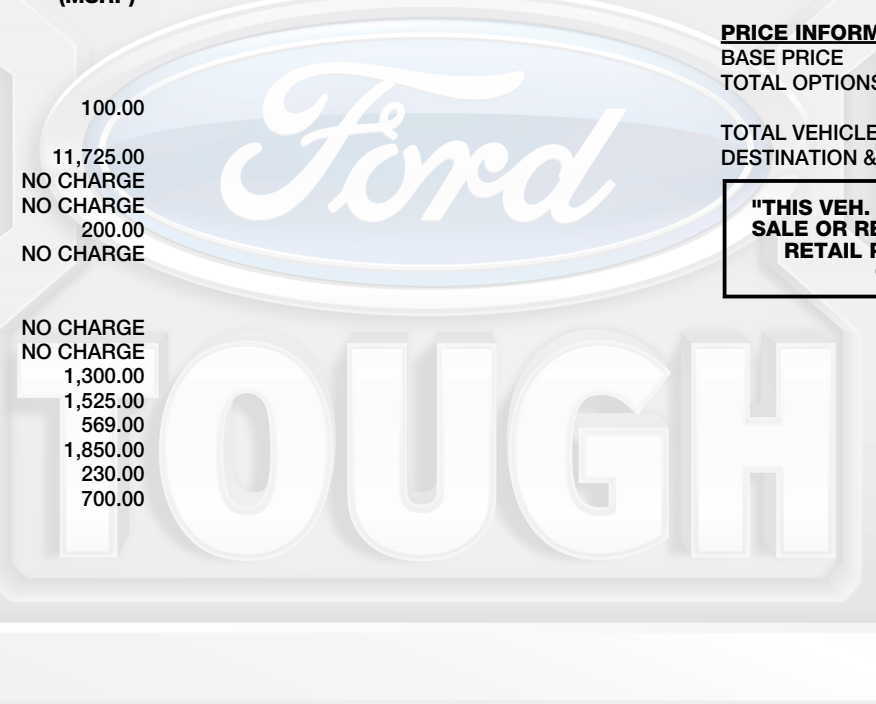 (MSRP)
100.00
11,725.00
NO CHARGE
NO CHARGE
200.00
NO CHARGE
NO CHARGE
NO CHARGE
1,300.00
1,525.00
569.00
1,850.00
230.00
700.00
PRICE INFORM
BASE PRICE
TOTAL OPTIONS
TOTAL VEHICLE
DESTINATION &
"THIS VEH.
SALE OR RE
RETAIL
Ford
TOUGH